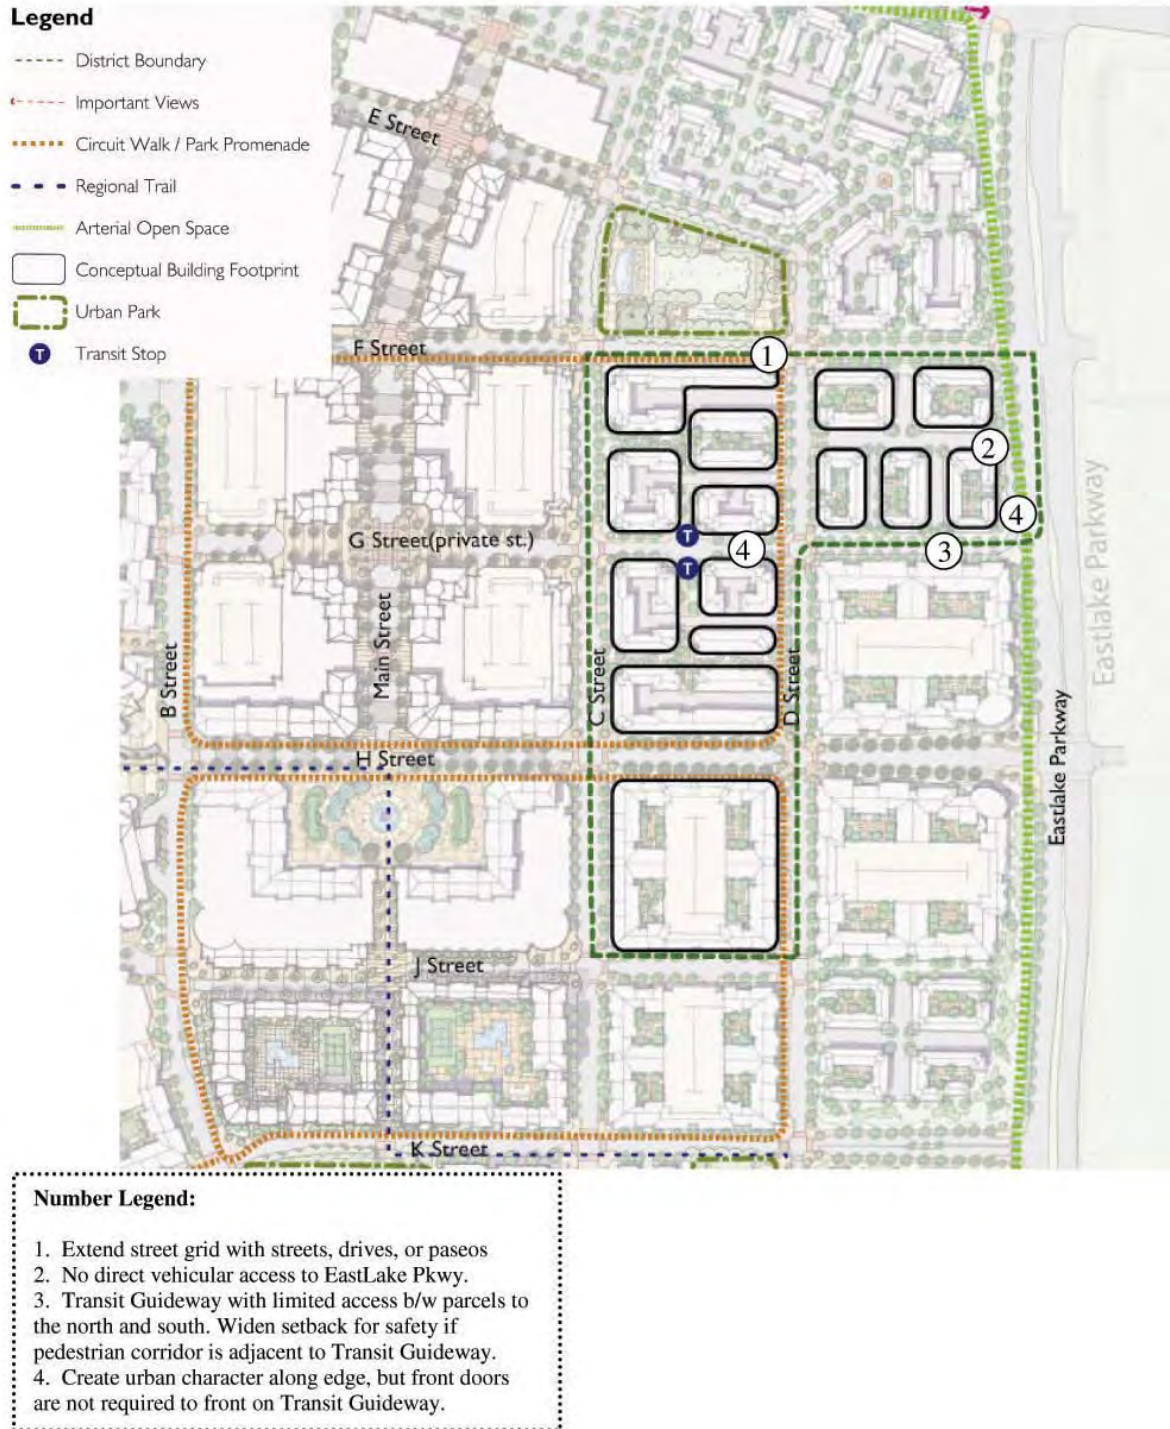 Legend
District Boundary
Important Views
Circuit Walk / Park Promenade
Regional Trail
Arterial Open Space
Conceptual Building Footprint
Urban Park
T Transit Stop
E Street
F Street
1
2
4
3
G Street(private st.)
T
T
4
B Street
Main Street
C Street
D Street
Eastlake Parkway
Eastlake Parkway
H Street
J Street
K Street
Number Legend:
1. Extend street grid with streets, drives, or paseos
2. No direct vehicular access to EastLake Pkwy.
3. Transit Guideway with limited access b/w parcels to
the north and south. Widen setback for safety if
pedestrian corridor is adjacent to Transit Guideway.
4. Create urban character along edge, but front doors
are not required to front on Transit Guideway.